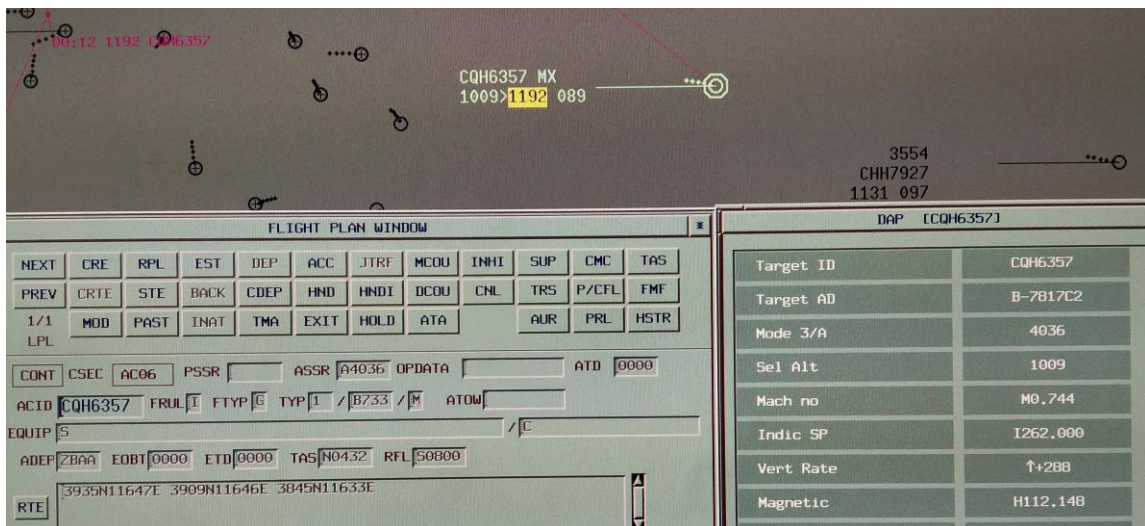 00:12 1192 CQH6357
CQH6357 MX
1009>1192 089
3554
CHH7927
1131 097
FLIGHT PLAN WINDOW
*
NEXT CRE RPL EST DEP ACC JTRF MCOU INHI SUP CMC TAS
PREV CRTE STE BACK CDEP HND HNDI DCOU CNL TRS P/CFL FMF
1/1 MOD PAST INAT TMA EXIT HOLD ATA AUR PRL HSTR
LPL
CONT CSEC AC06 PSSR ASSR A4036 OPDATA ATD 0000
ACID CQH6357 FRUL I FTYP G TYP 1 / B733 / M ATOW
EQUIP S / C
ADEP ZBAA EOBT 0000 ETD 0000 TAS N0432 RFL S0800
RTE 3935N11647E 3909N11646E 3845N11633E
DAP [CQH6357]
Target ID CQH6357
Target AD B-7817C2
Mode 3/A 4036
Sel Alt 1009
Mach no M0.744
Indic SP I262.000
Vert Rate ↑+288
Magnetic H112.148